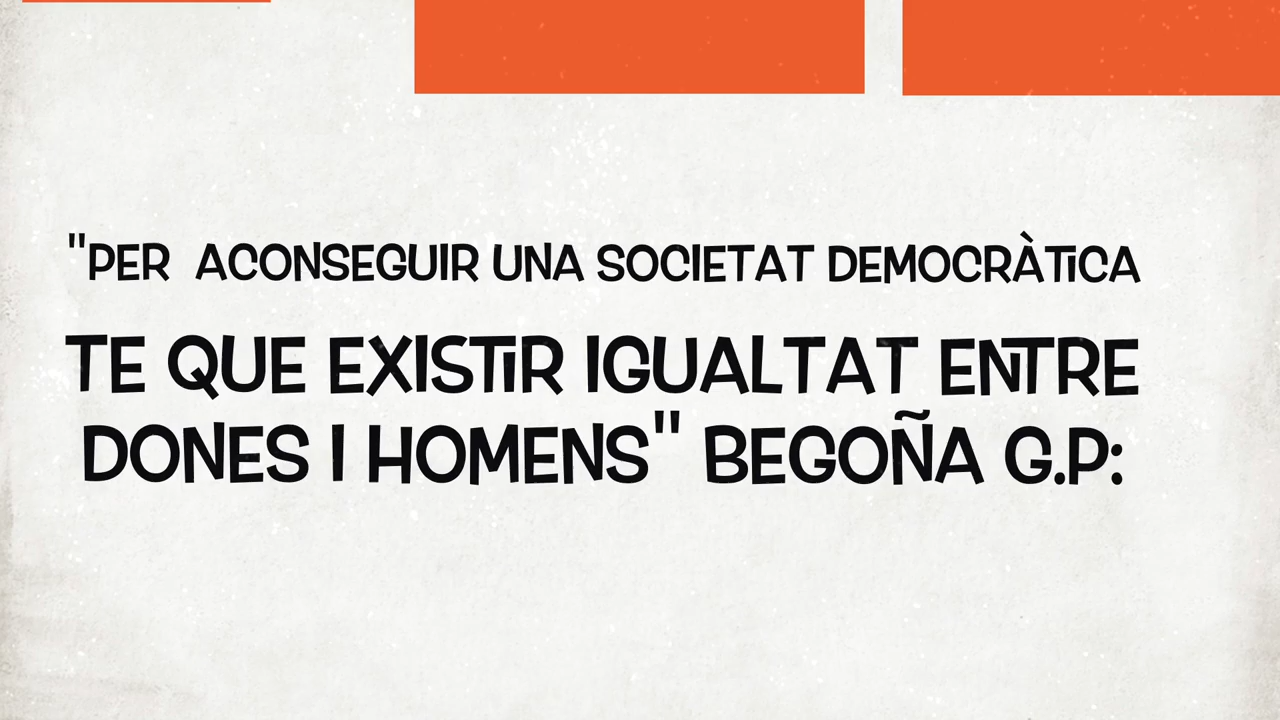 "PER ACONSEGUIR UNA SOCIETAT DEMOCRÀTICA
TE QUE EXISTIR IGUALTAT ENTRE
DONES I HOMENS" BEGOÑA G.P: